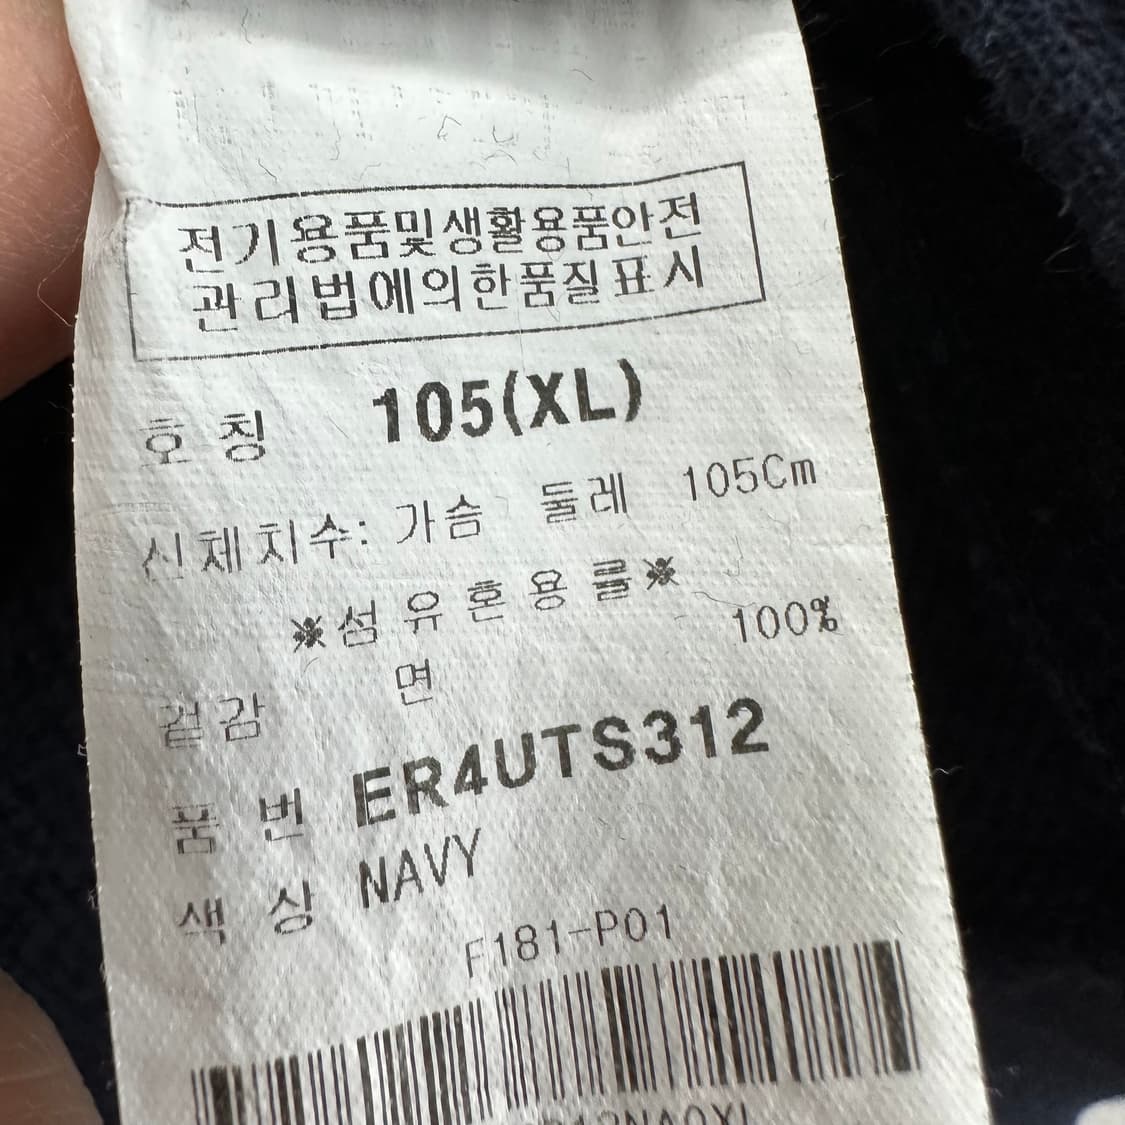 전기용품및생활용품안전
관리법에의한품질표시
호 칭 105(XL)
신체치수: 가슴 둘레 105Cm
※섬유혼용률※
겉감 면 100%
품 번 ER4UTS312
색 상 NAVY
F181-P01